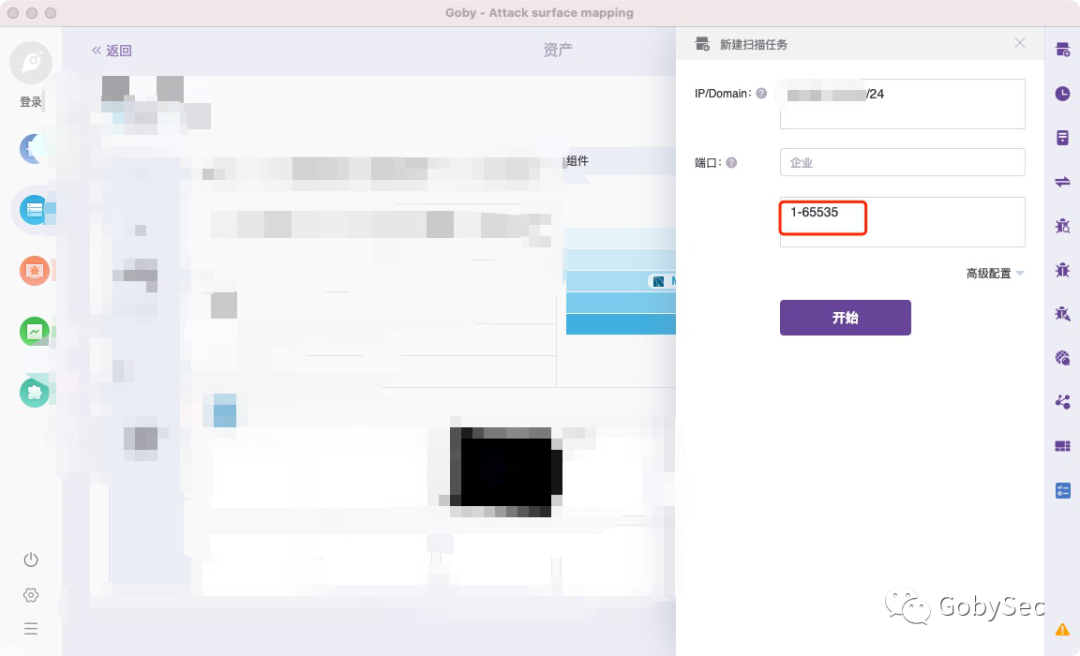 Goby - Attack surface mapping
« 返回
资产
新建扫描任务
登录
IP/Domain:
/24
组件
端口:
企业
1-65535
高级配置
开始
GobySec